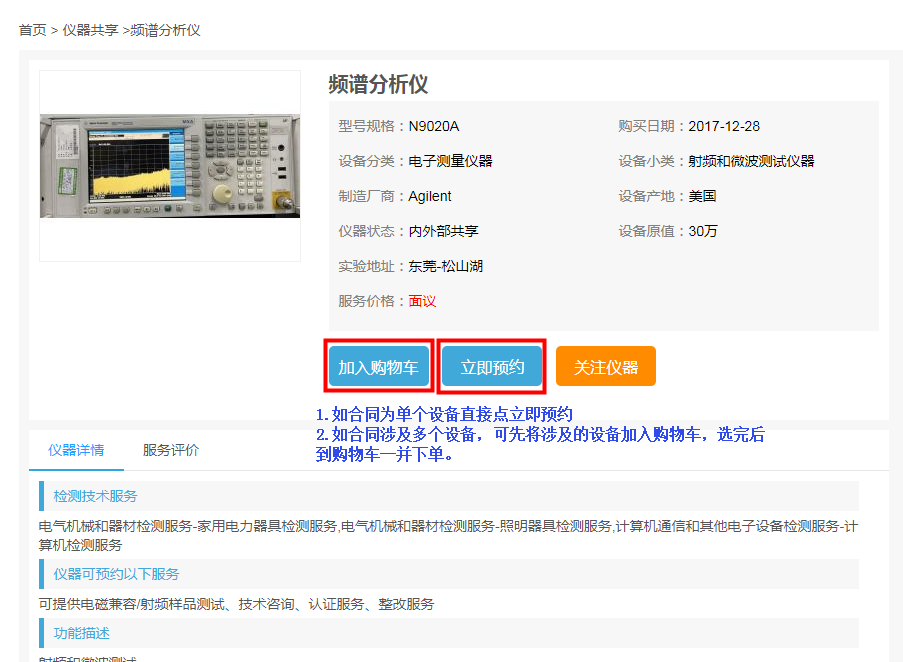 首页 > 仪器共享 >频谱分析仪
频谱分析仪
型号规格：N9020A
购买日期：2017-12-28
设备分类：电子测量仪器
设备小类：射频和微波测试仪器
制造厂商：Agilent
设备产地：美国
仪器状态：内外部共享
设备原值：30万
实验地址：东莞-松山湖
服务价格：面议
加入购物车
立即预约
关注仪器
1.如合同为单个设备直接点立即预约
2.如合同涉及多个设备，可先将涉及的设备加入购物车，选完后
到购物车一并下单。
仪器详情
服务评价
检测技术服务
电气机械和器材检测服务-家用电力器具检测服务,电气机械和器材检测服务-照明器具检测服务,计算机通信和其他电子设备检测服务-计
算机检测服务
仪器可预约以下服务
可提供电磁兼容/射频样品测试、技术咨询、认证服务、整改服务
功能描述
射频和微波测试